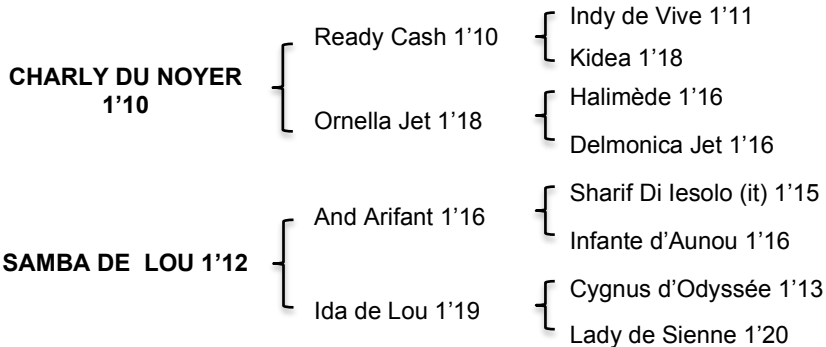 Indy de Vive 1’11
Ready Cash 1’10
Kidea 1’18
CHARLY DU NOYER
1’10
Halimède 1’16
Ornella Jet 1’18
Delmonica Jet 1’16
Sharif Di Iesolo (it) 1’15
And Arifant 1’16
Infante d’Aunou 1’16
SAMBA DE LOU 1’12
Cygnus d’Odyssée 1’13
Ida de Lou 1’19
Lady de Sienne 1’20